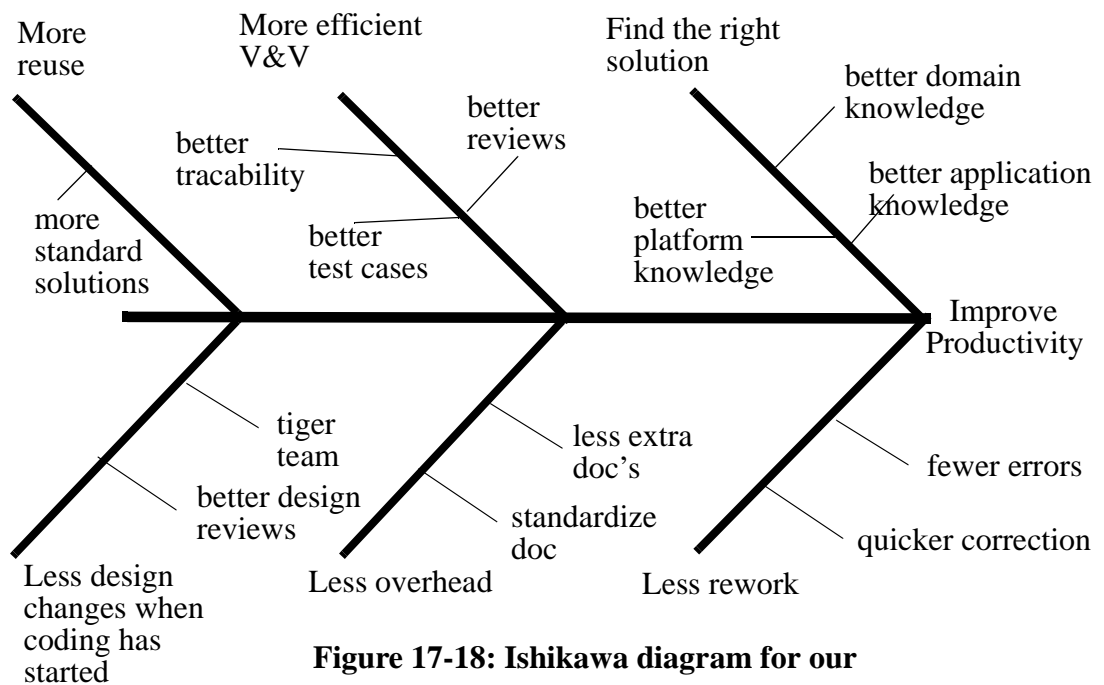 More
reuse
More efficient
V&V
Find the right
solution
better domain
knowledge
better
reviews
better
tracability
better application
knowledge
more
standard
solutions
better
test cases
better
platform
knowledge
Improve
Productivity
tiger
team
less extra
doc's
fewer errors
better design
reviews
standardize
doc
quicker correction
Less design
changes when
coding has
started
Less overhead
Less rework
Figure 17-18: Ishikawa diagram for our